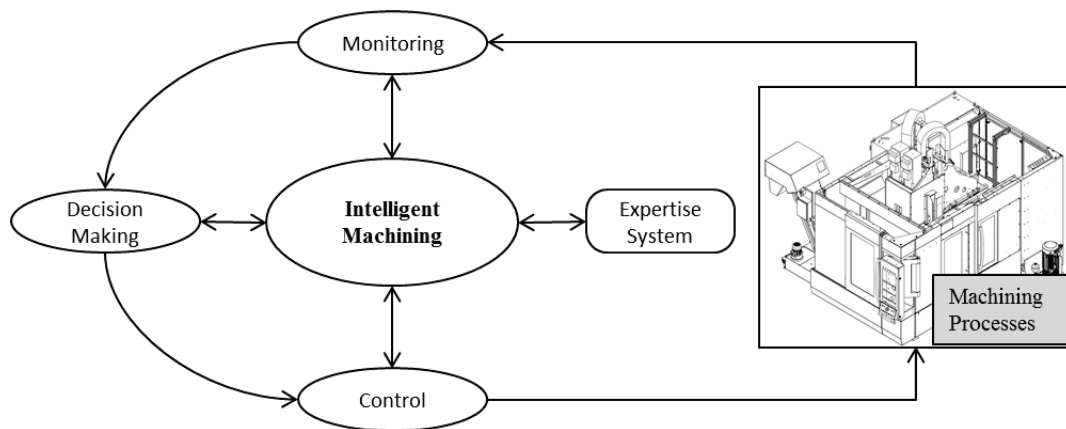 Monitoring
Decision
Making
Intelligent
Machining
Expertise
System
Machining
Processes
Control